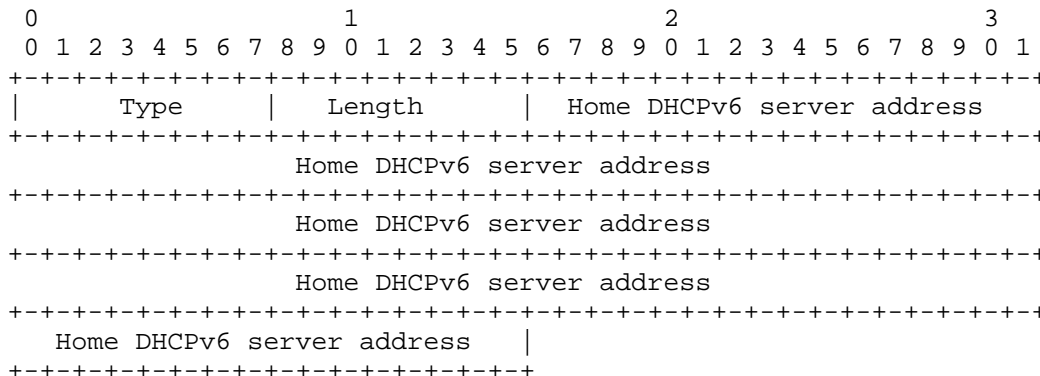 0                   1                   2                   3
 0 1 2 3 4 5 6 7 8 9 0 1 2 3 4 5 6 7 8 9 0 1 2 3 4 5 6 7 8 9 0 1
+-+-+-+-+-+-+-+-+-+-+-+-+-+-+-+-+-+-+-+-+-+-+-+-+-+-+-+-+-+-+-+-+
|      Type     |   Length      |  Home DHCPv6 server address
+-+-+-+-+-+-+-+-+-+-+-+-+-+-+-+-+-+-+-+-+-+-+-+-+-+-+-+-+-+-+-+-+
                  Home DHCPv6 server address
+-+-+-+-+-+-+-+-+-+-+-+-+-+-+-+-+-+-+-+-+-+-+-+-+-+-+-+-+-+-+-+-+
                  Home DHCPv6 server address
+-+-+-+-+-+-+-+-+-+-+-+-+-+-+-+-+-+-+-+-+-+-+-+-+-+-+-+-+-+-+-+-+
                  Home DHCPv6 server address
+-+-+-+-+-+-+-+-+-+-+-+-+-+-+-+-+-+-+-+-+-+-+-+-+-+-+-+-+-+-+-+-+
   Home DHCPv6 server address   |
+-+-+-+-+-+-+-+-+-+-+-+-+-+-+-+-+